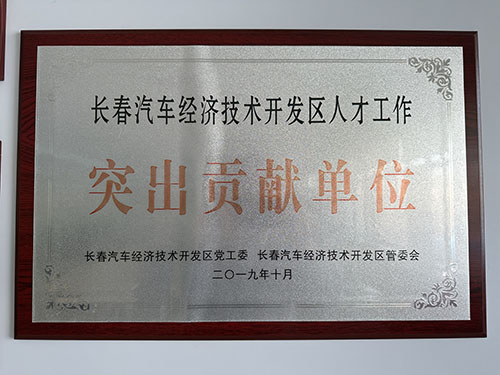 长春汽车经济技术开发区人才工作
突出贡献单位
长春汽车经济技术开发区党工委 长春汽车经济技术开发区管委会
二〇一九年十月